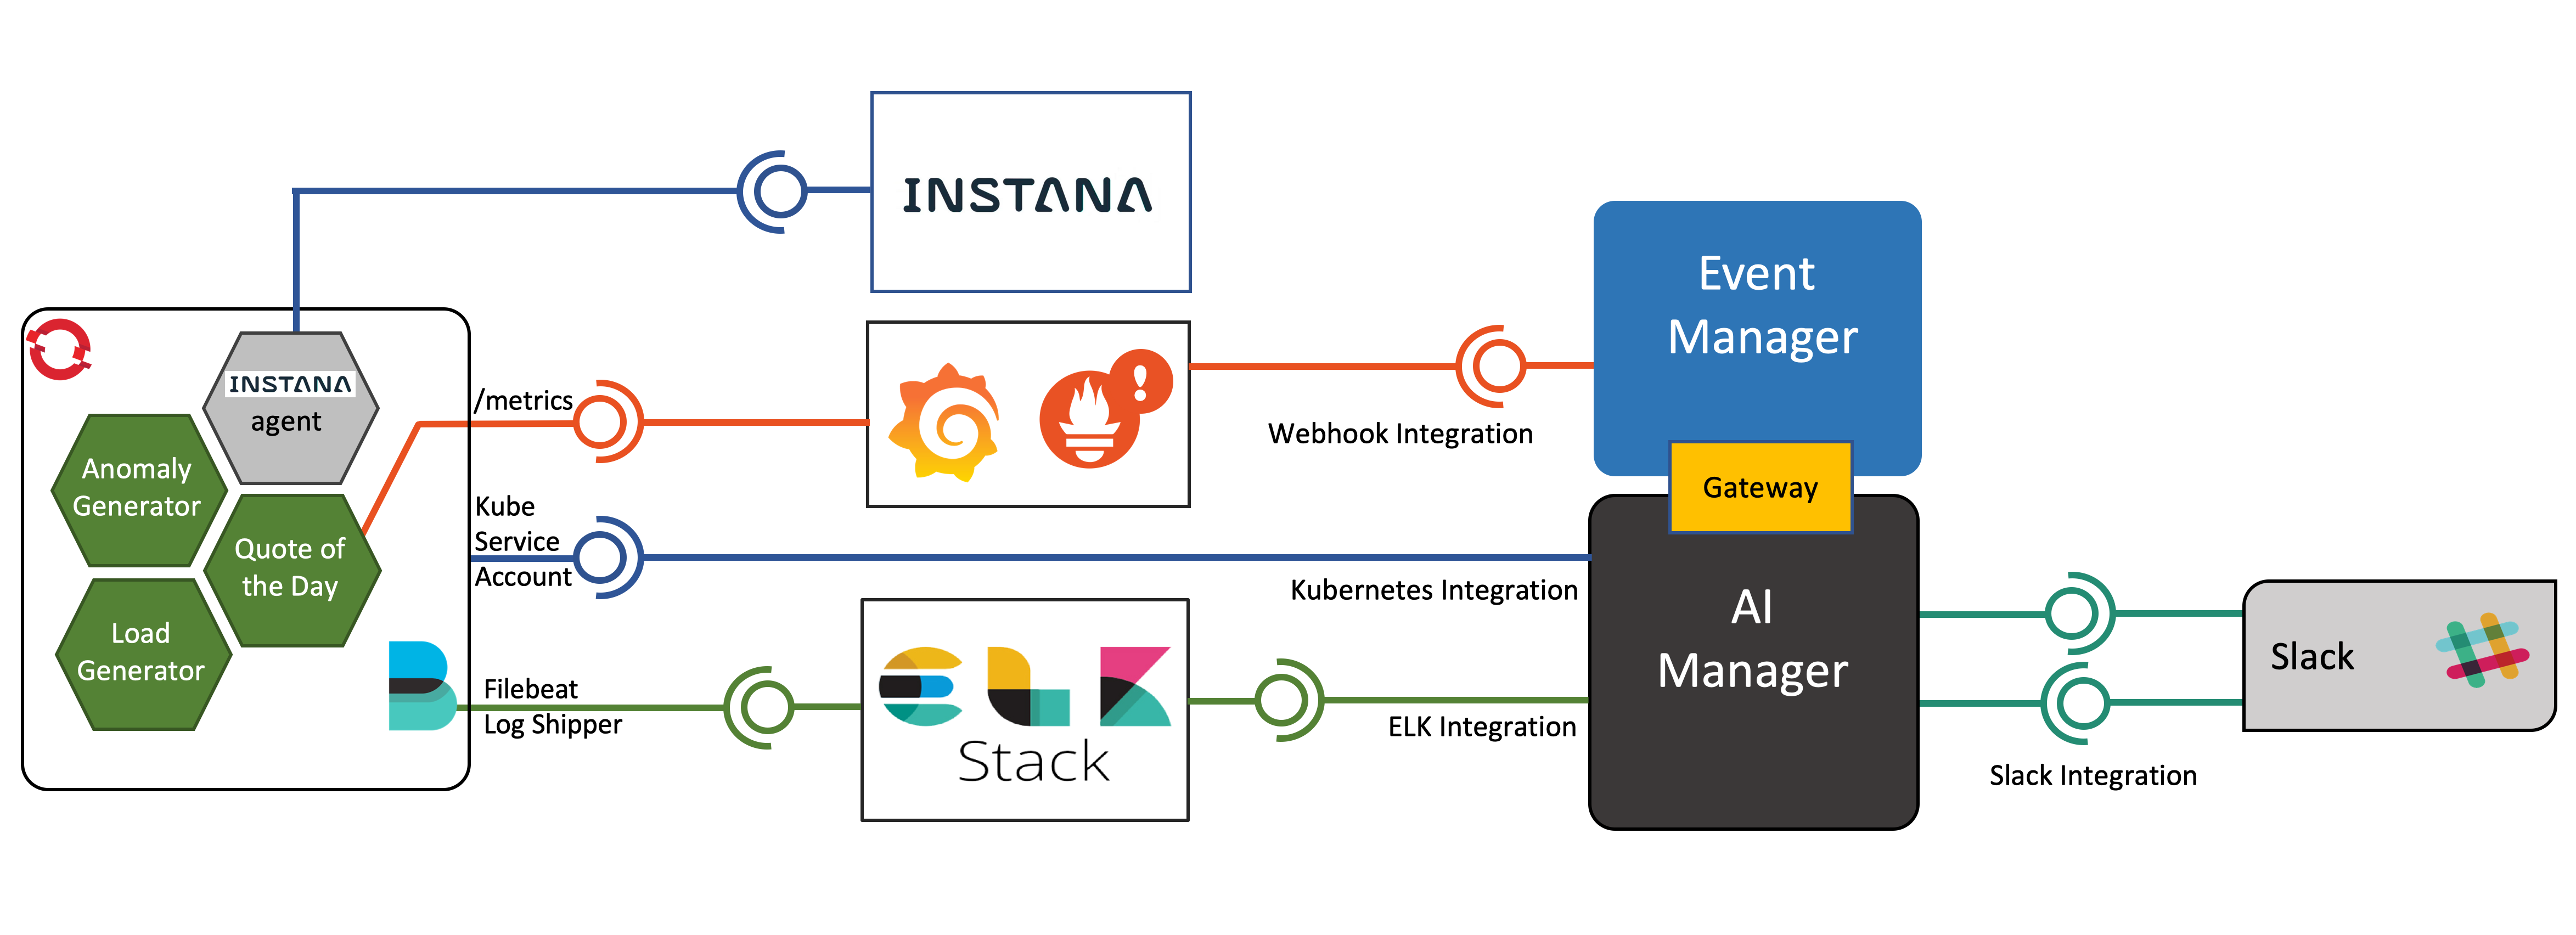 INSTANA
INSTANA
agent
Anomaly
Generator
Quote of
the Day
Load
Generator
/metrics
Kube
Service
Account
Filebeat
Log Shipper
!
ELK
Stack
Webhook Integration
Kubernetes Integration
ELK Integration
Event
Manager
Gateway
AI
Manager
Slack
Slack Integration